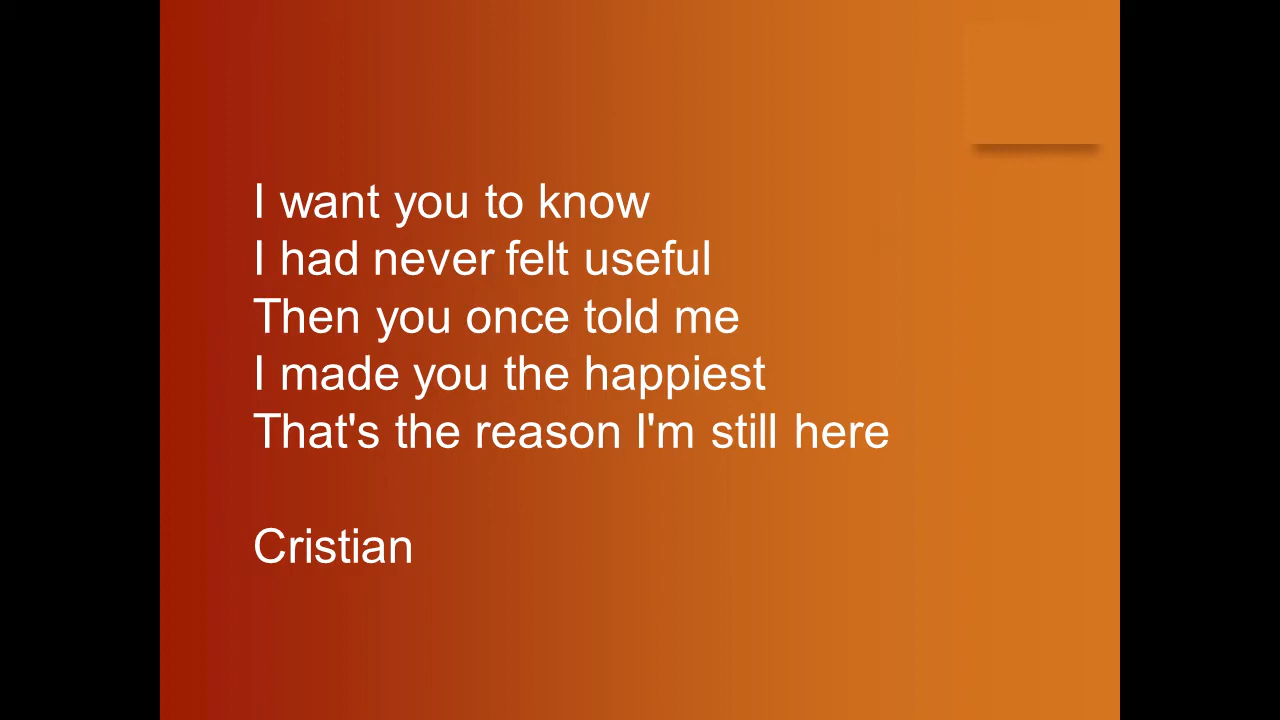 I want you to know
I had never felt useful
Then you once told me
I made you the happiest
That's the reason I'm still here
Cristian